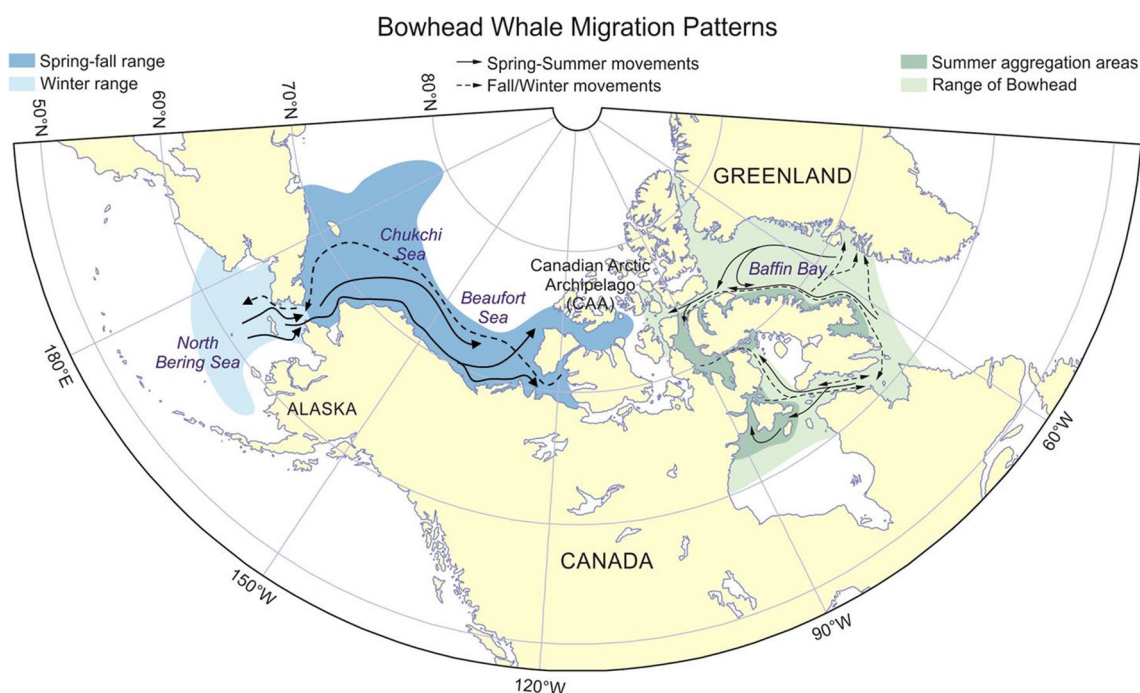 Bowhead Whale Migration Patterns
Spring-fall range
Winter range
Spring-Summer movements
Fall/Winter movements
Summer aggregation areas
Range of Bowhead
50°N
60°N
70°N
80°N
GREENLAND
Chukchi
Sea
Canadian Arctic
Archipelago
(CAA)
Baffin Bay
Beaufort
Sea
North
Bering Sea
180°E
ALASKA
60°W
CANADA
150°W
90°W
120°W